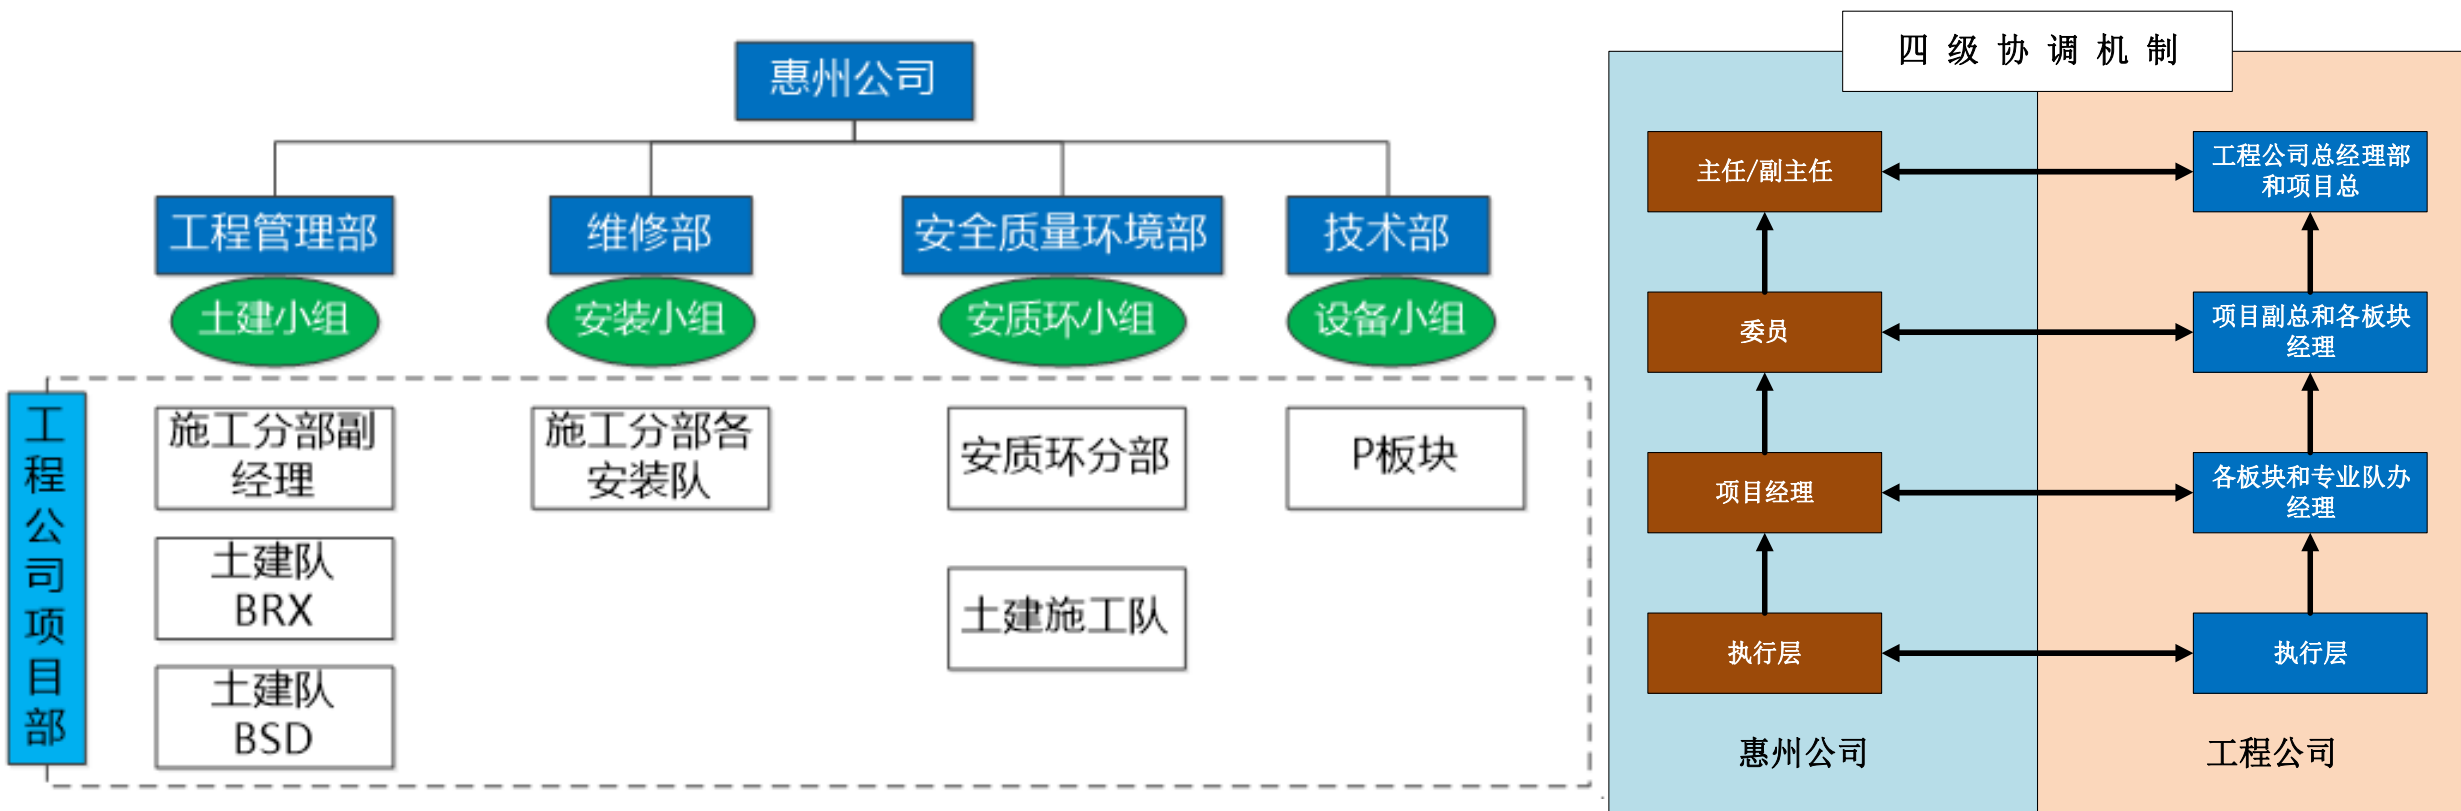 惠州公司
工程管理部
维修部
安全质量环境部
技术部
土建小组
安装小组
安质环小组
设备小组
工程公司项目部
施工分部副
经理
施工分部各
安装队
安质环分部
P板块
土建队
BRX
土建施工队
土建队
BSD
四级协调机制
主任/副主任
工程公司总经理部
和项目总
委员
项目副总和各板块
经理
项目经理
各板块和专业队办
经理
执行层
执行层
惠州公司
工程公司